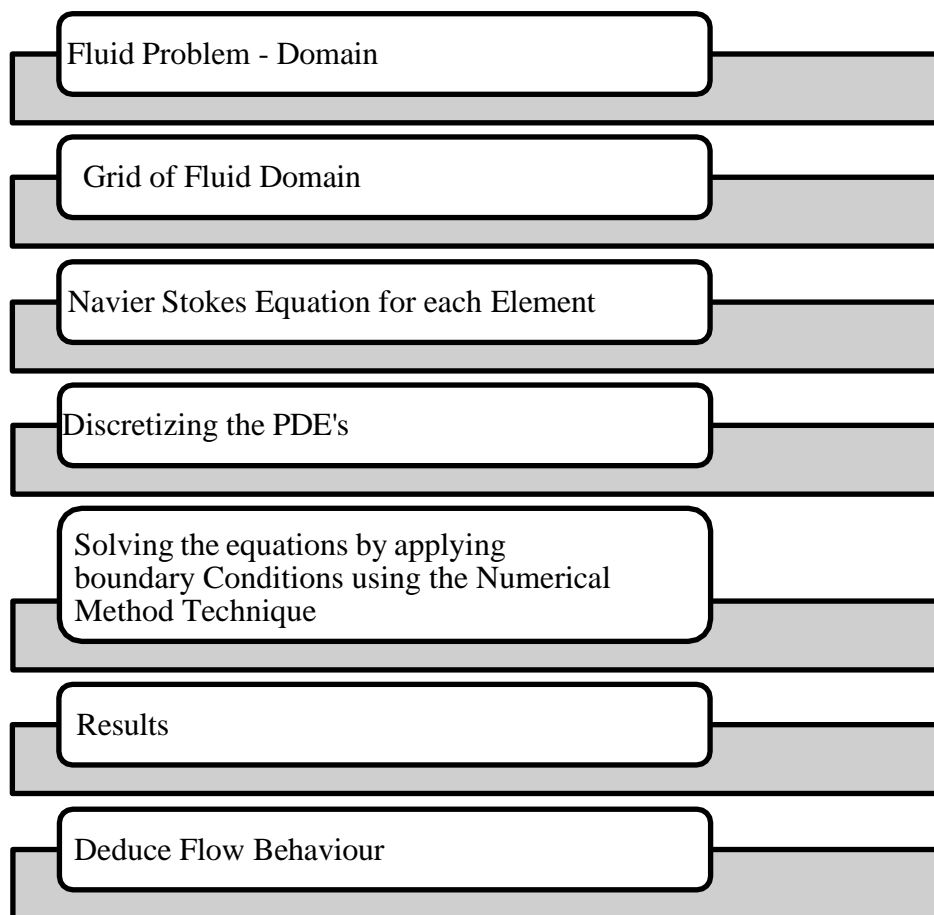 Fluid Problem - Domain
Grid of Fluid Domain
Navier Stokes Equation for each Element
Discretizing the PDE's
Solving the equations by applying
boundary Conditions using the Numerical
Method Technique
Results
Deduce Flow Behaviour